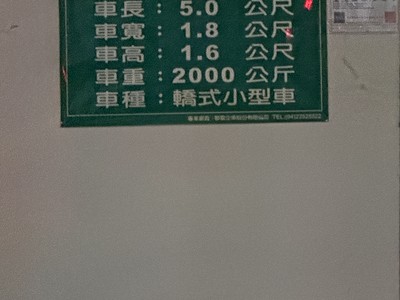 車長：5.0 公尺
車寬：1.8 公尺
車高：1.6 公尺
車重：2000 公斤
車種：轎式小型車